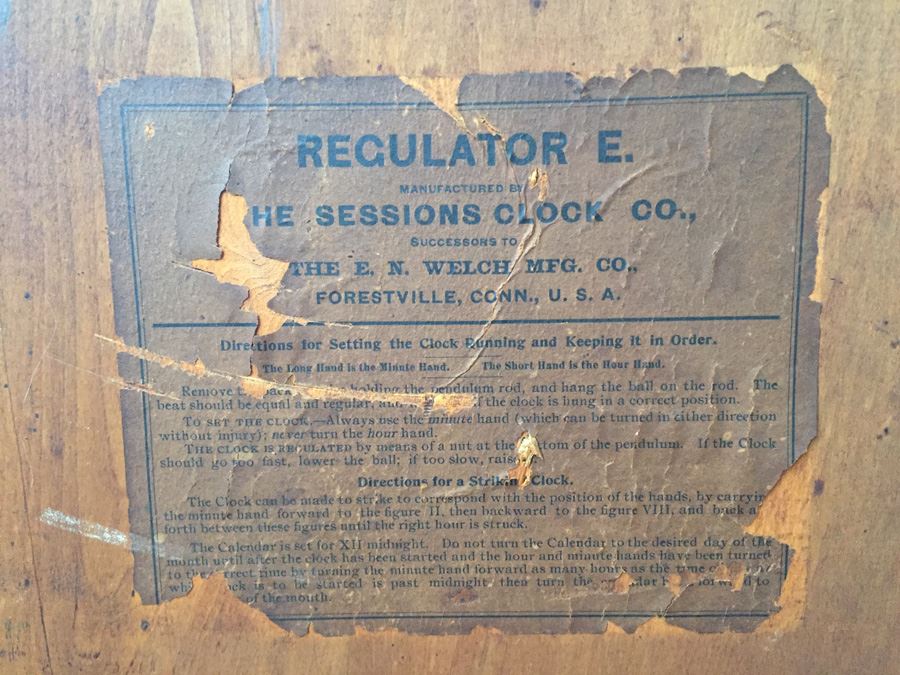 REGULATOR E.
MANUFACTURED BY
HE SESSIONS CLOCK CO.,
SUCCESSORS TO
THE E. N. WELCH MFG. CO.,
FORESTVILLE, CONN., U. S. A.
Directions for Setting the Clock Running and Keeping It in Order.
The Long Hand is the Minute Hand. The Short Hand is the Hour Hand.
Remove holding the pendulum rod, and hang the ball on the rod. The
beat should be equal and regular, and if the clock is hung in a correct position.
TO SET THE CLOCK.—Always use the minute hand (which can be turned in either direction
without injury); never turn the hour hand.
THE CLOCK IS REGULATED by means of a nut at the bottom of the pendulum. If the Clock
should go too fast, lower the ball; if too slow, raise
Directions for a Striking Clock.
The Clock can be made to strike to correspond with the position of the hands, by carrying
the minute hand forward to the figure II, then backward to the figure VIII, and back a
forth between these figures until the right hour is struck.
The Calendar is set for XII midnight. Do not turn the Calendar to the desired day of the
month until after the clock has been started and the hour and minute hands have been turned
to the correct time by turning the minute hand forward as many hours as the time
ck is to be started is past midnight, then turn the forward to
of the month.